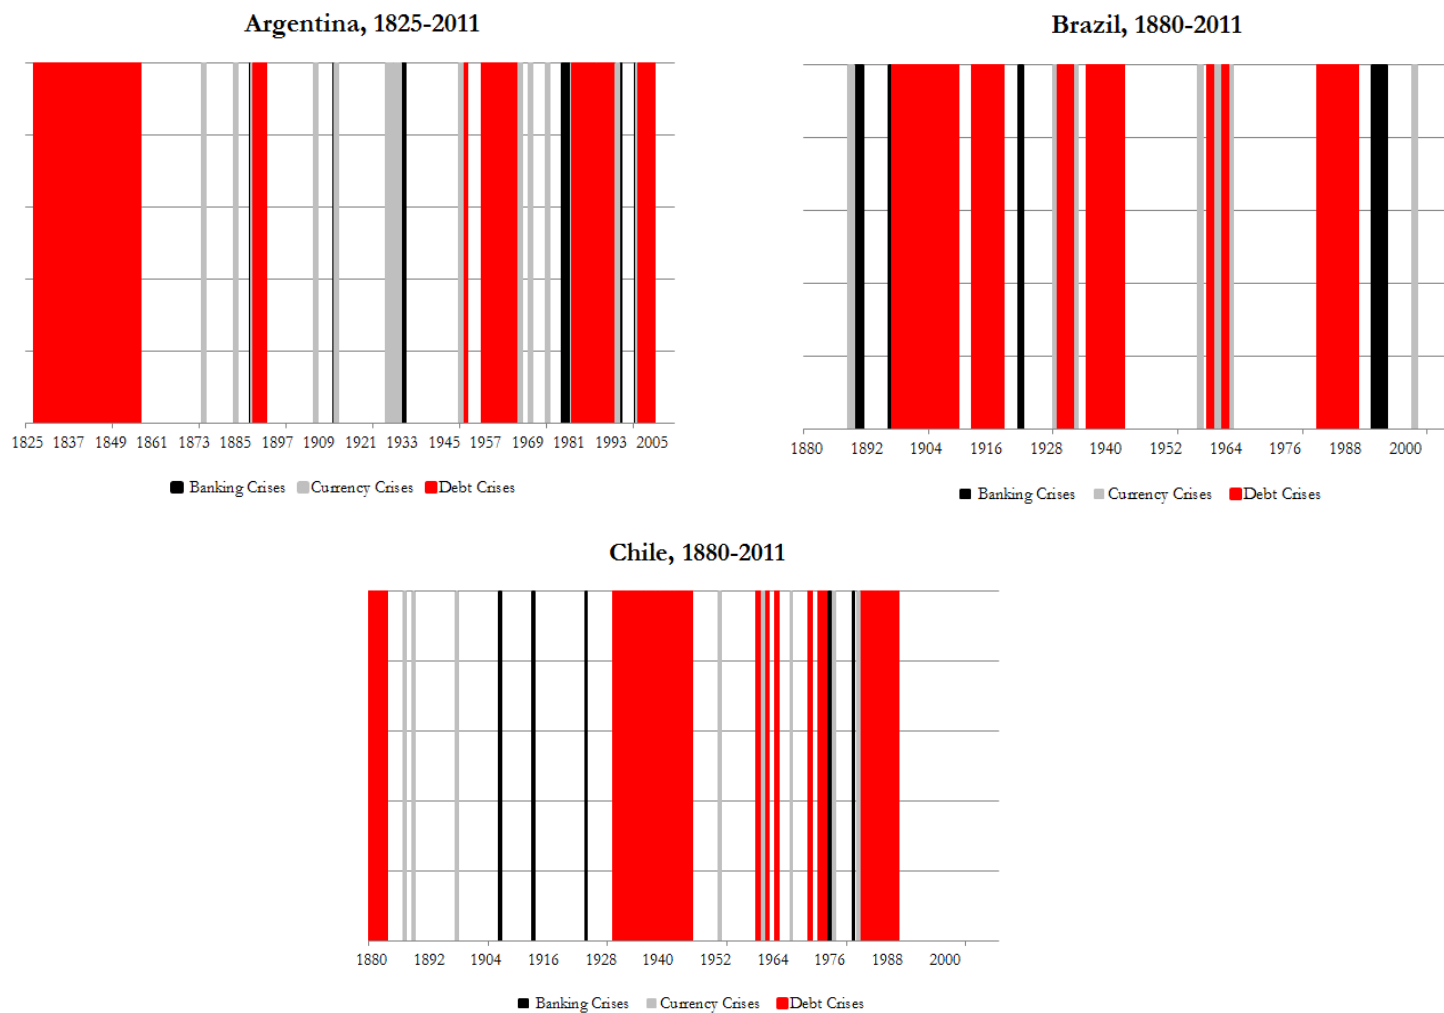 Argentina, 1825-2011
1825 1837 1849 1861 1873 1885 1897 1909 1921 1933 1945 1957 1969 1981 1993 2005
Banking Crises Currency Crises Debt Crises
Brazil, 1880-2011
1880 1892 1904 1916 1928 1940 1952 1964 1976 1988 2000
Banking Crises Currency Crises Debt Crises
Chile, 1880-2011
1880 1892 1904 1916 1928 1940 1952 1964 1976 1988 2000
Banking Crises Currency Crises Debt Crises